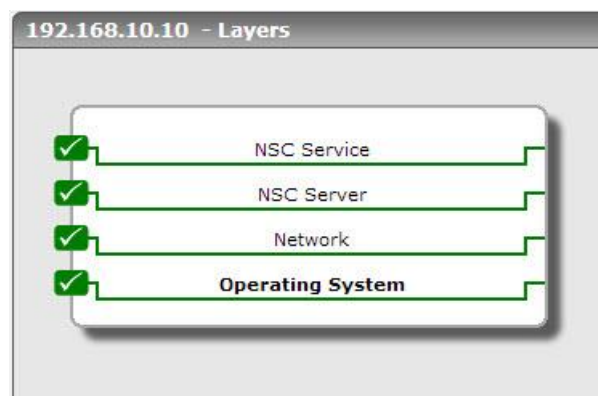 192.168.10.10 - Layers
NSC Service
NSC Server
Network
Operating System